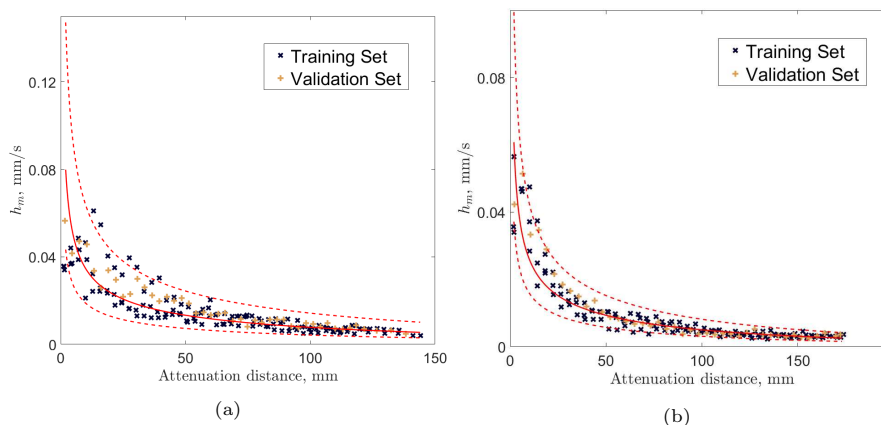 0.12
0.08
0.04
0
h_m, mm/s
Training Set
Validation Set
0 50 100 150
Attenuation distance, mm
(a)
0.08
0.04
0
h_m, mm/s
Training Set
Validation Set
0 50 100 150
Attenuation distance, mm
(b)